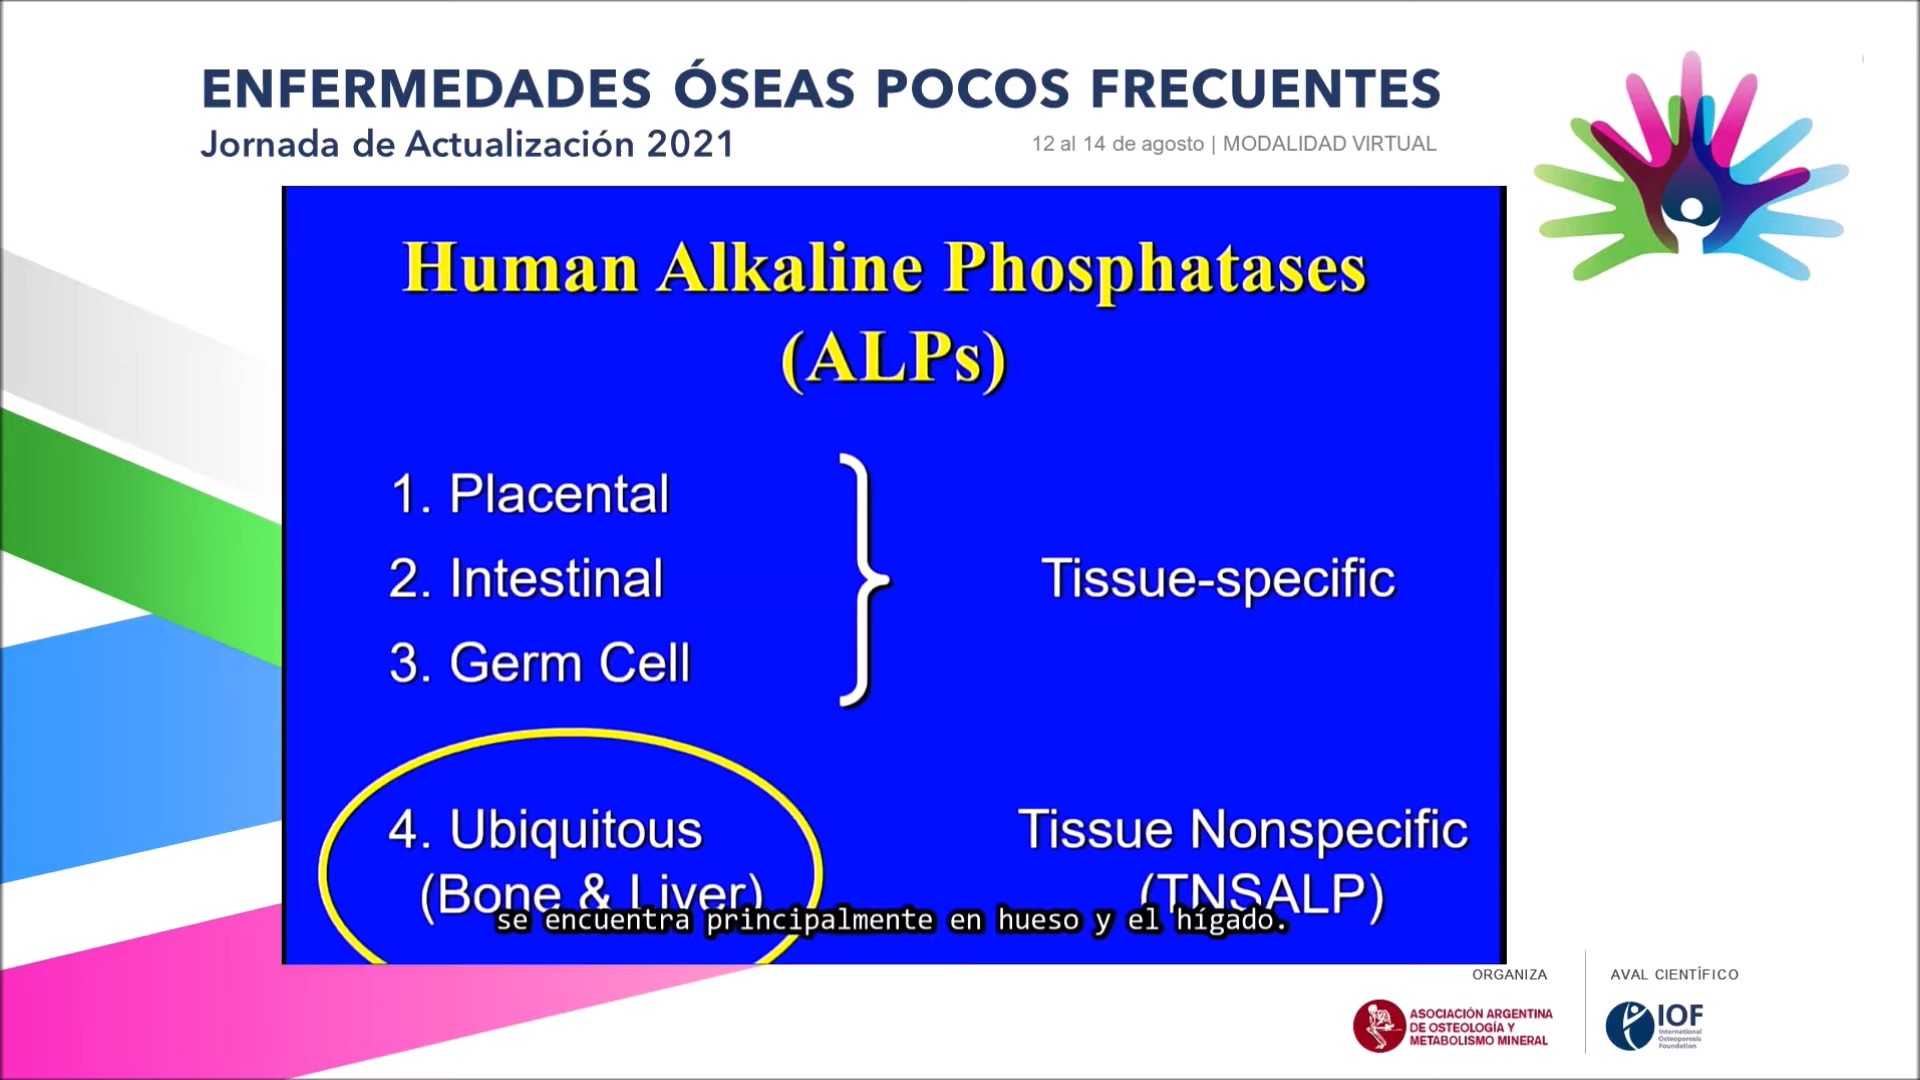 ENFERMEDADES ÓSEAS POCOS FRECUENTES
Jornada de Actualización 2021
12 al 14 de agosto | MODALIDAD VIRTUAL
Human Alkaline Phosphatases
(ALPs)
1. Placental
2. Intestinal
3. Germ Cell
Tissue-specific
4. Ubiquitous
(Bone & Liver)
Tissue Nonspecific
(TNSALP)
se encuentra principalmente en hueso y el hígado.
ORGANIZA
ASOCIACIÓN ARGENTINA
DE OSTEOLOGÍA Y
METABOLISMO MINERAL
AVAL CIENTÌFICO
IOF
International
Osteoporosis
Foundation